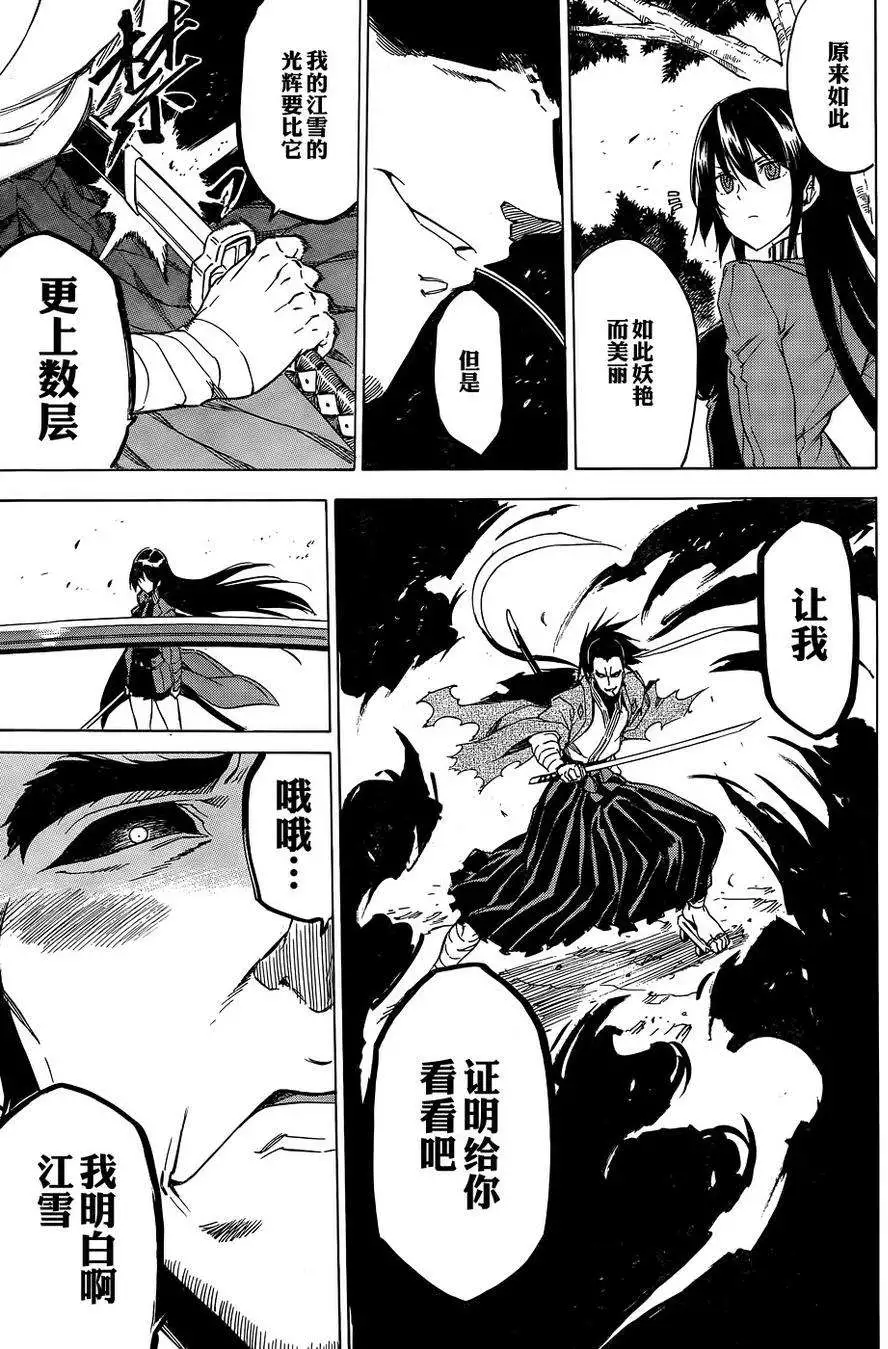 原来如此
如此妖艳
而美丽
但是
我的江雪的
光辉要比它
更上数层
让我
证明给你
看看吧
哦哦…
我明白啊
江雪